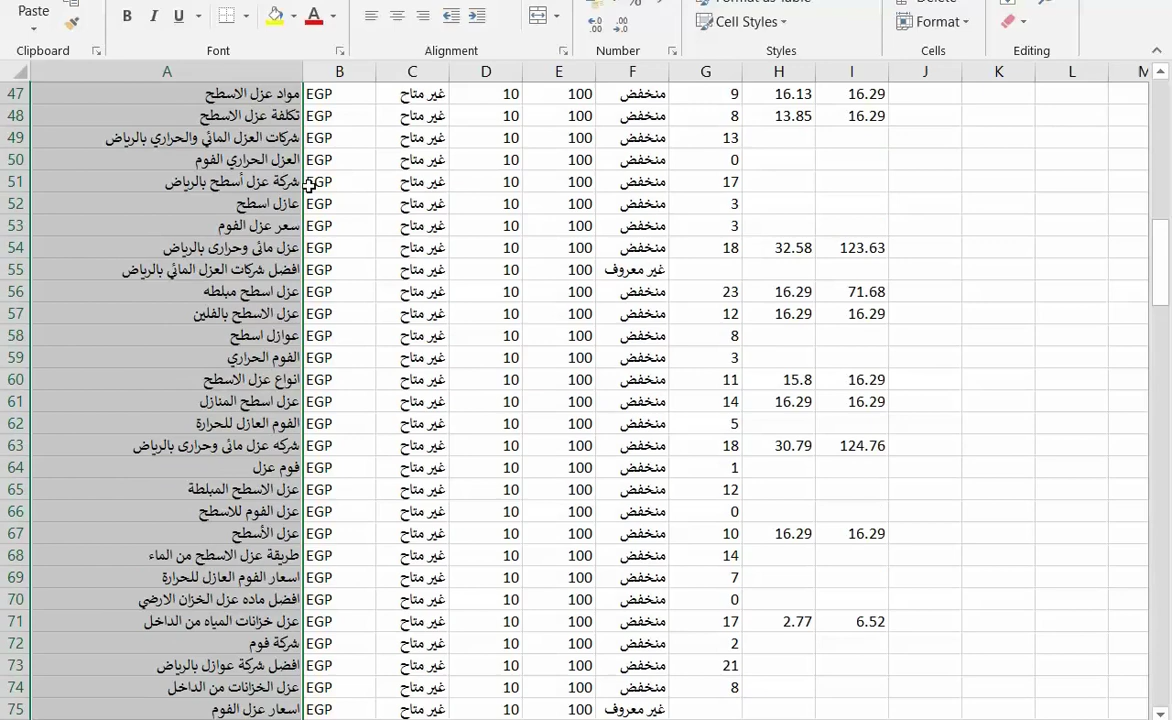 Paste
B I U A
Cell Styles
Format
Clipboard Font Alignment Number Styles Cells Editing
A B C D E F G H I J K L M
47 مواد عزل الاسطح EGP غير متاح 10 100 منخفض 9 16.13 16.29
48 تكلفة عزل الاسطح EGP غير متاح 10 100 منخفض 8 13.85 16.29
49 شركات العزل المائي والحراري بالرياض EGP غير متاح 10 100 منخفض 13
50 العزل الحراري الفوم EGP غير متاح 10 100 منخفض 0
51 شركة عزل أسطح بالرياض EGP غير متاح 10 100 منخفض 17
52 عازل اسطح EGP غير متاح 10 100 منخفض 3
53 سعر عزل الفوم EGP غير متاح 10 100 منخفض 3
54 عزل مائى وحرارى بالرياض EGP غير متاح 10 100 منخفض 18 32.58 123.63
55 افضل شركات العزل المائي بالرياض EGP غير متاح 10 100 غير معروف
56 عزل اسطح مبلطه EGP غير متاح 10 100 منخفض 23 16.29 71.68
57 عزل الاسطح بالفلين EGP غير متاح 10 100 منخفض 12 16.29 16.29
58 عوازل اسطح EGP غير متاح 10 100 منخفض 8
59 الفوم الحراري EGP غير متاح 10 100 منخفض 3
60 انواع عزل الاسطح EGP غير متاح 10 100 منخفض 11 15.8 16.29
61 عزل اسطح المنازل EGP غير متاح 10 100 منخفض 14 16.29 16.29
62 الفوم العازل للحرارة EGP غير متاح 10 100 منخفض 5
63 شركه عزل مائى وحرارى بالرياض EGP غير متاح 10 100 منخفض 18 30.79 124.76
64 فوم عزل EGP غير متاح 10 100 منخفض 1
65 عزل الاسطح المبلطة EGP غير متاح 10 100 منخفض 12
66 عزل الفوم للاسطح EGP غير متاح 10 100 منخفض 0
67 عزل الأسطح EGP غير متاح 10 100 منخفض 10 16.29 16.29
68 طريقة عزل الاسطح من الماء EGP غير متاح 10 100 منخفض 14
69 اسعار الفوم العازل للحرارة EGP غير متاح 10 100 منخفض 7
70 افضل ماده عزل الخزان الارضي EGP غير متاح 10 100 منخفض 0
71 عزل خزانات المياه من الداخل EGP غير متاح 10 100 منخفض 17 2.77 6.52
72 شركة فوم EGP غير متاح 10 100 منخفض 2
73 افضل شركة عوازل بالرياض EGP غير متاح 10 100 منخفض 21
74 عزل الخزانات من الداخل EGP غير متاح 10 100 منخفض 8
75 اسعار عزل الفوم EGP غير متاح 10 100 غير معروف